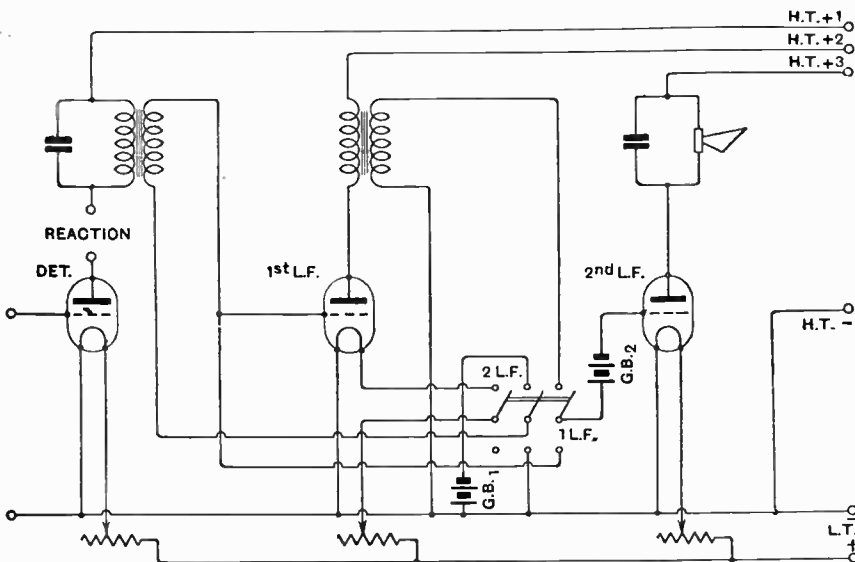 H.T.+1
H.T.+2
H.T.+3
REACTION
DET.
1st L.F.
2nd L.F.
H.T. -
2 L.F.
G.B.2
1 L.F.
G.B.1
-
L.T.
+